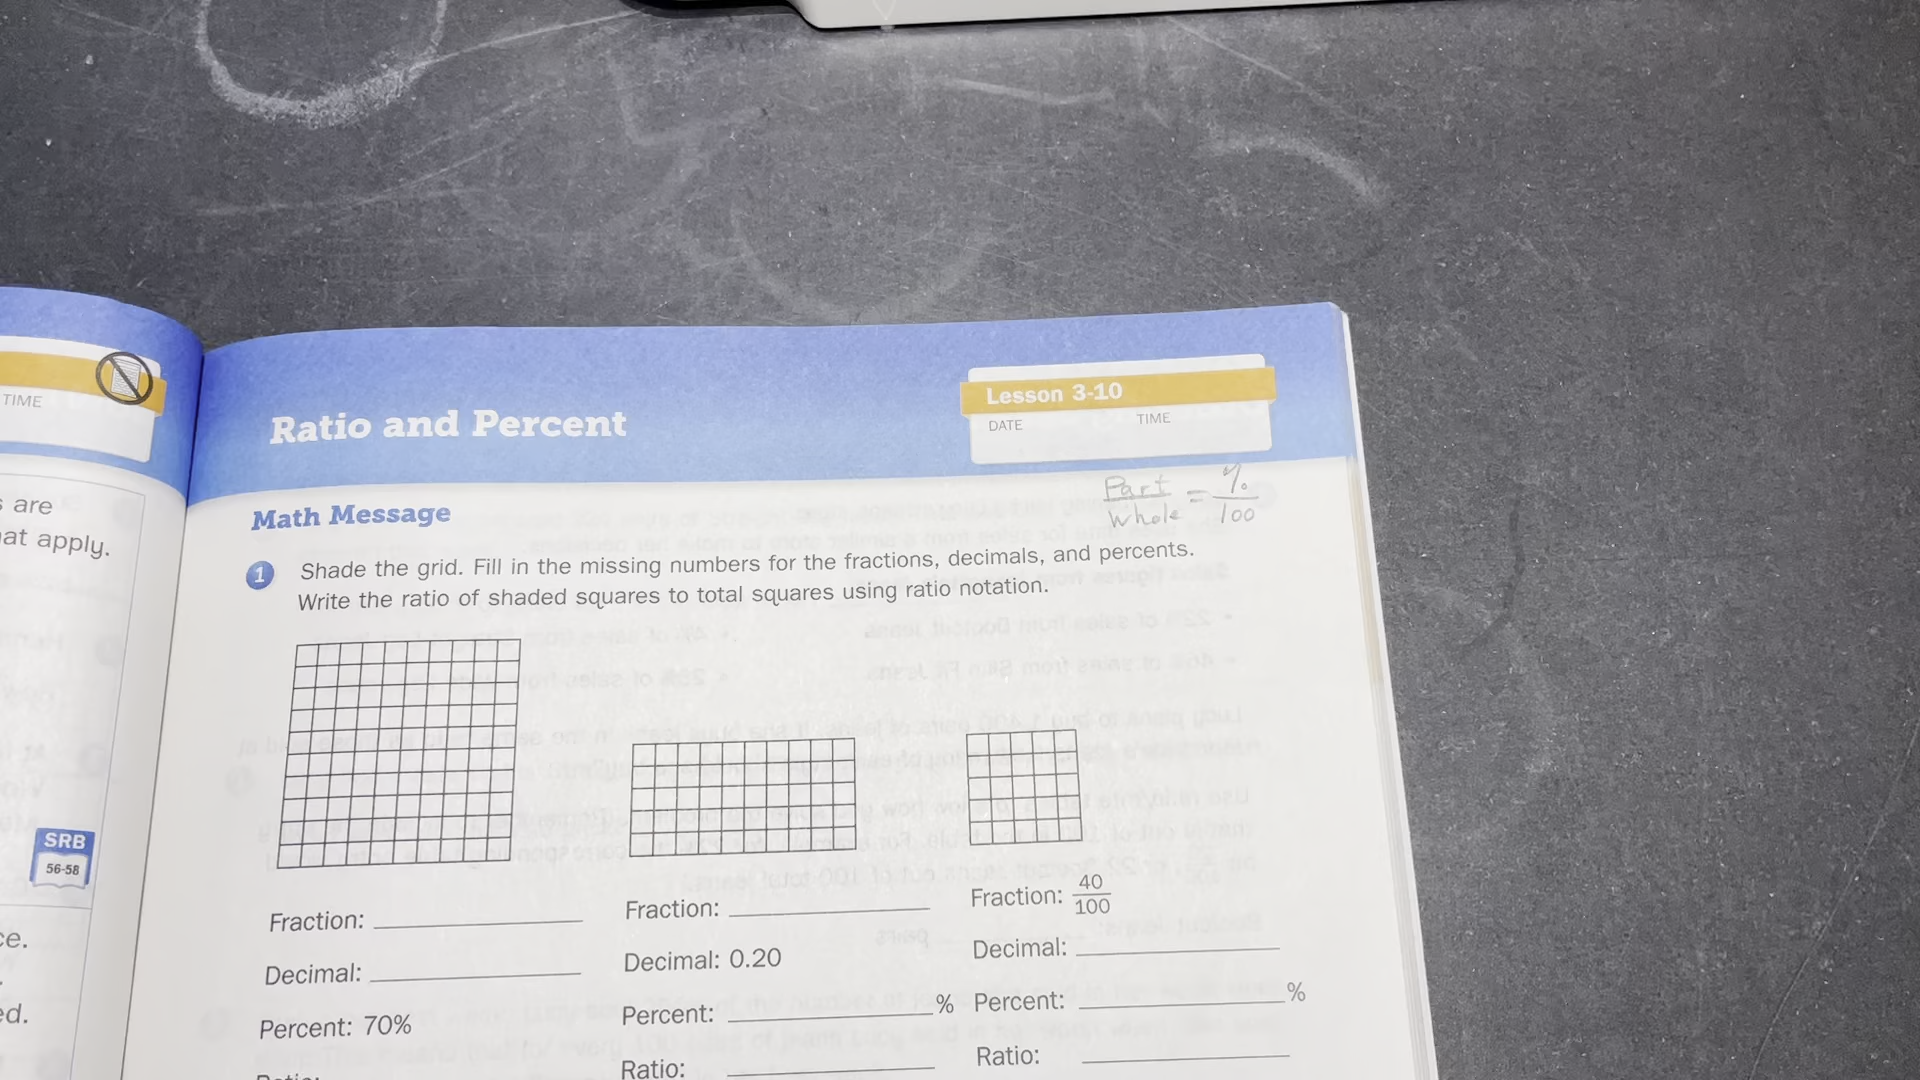 TIME
s are
at apply.
SRB
56-58
ce.
ed.
Ratio and Percent
Lesson 3-10
DATE TIME
Part/Whole = %/100
Math Message
1 Shade the grid. Fill in the missing numbers for the fractions, decimals, and percents.
Write the ratio of shaded squares to total squares using ratio notation.
Fraction:
Decimal:
Percent: 70%
Fraction:
Decimal: 0.20
Percent: %
Ratio:
Fraction: 40/100
Decimal:
Percent: %
Ratio: